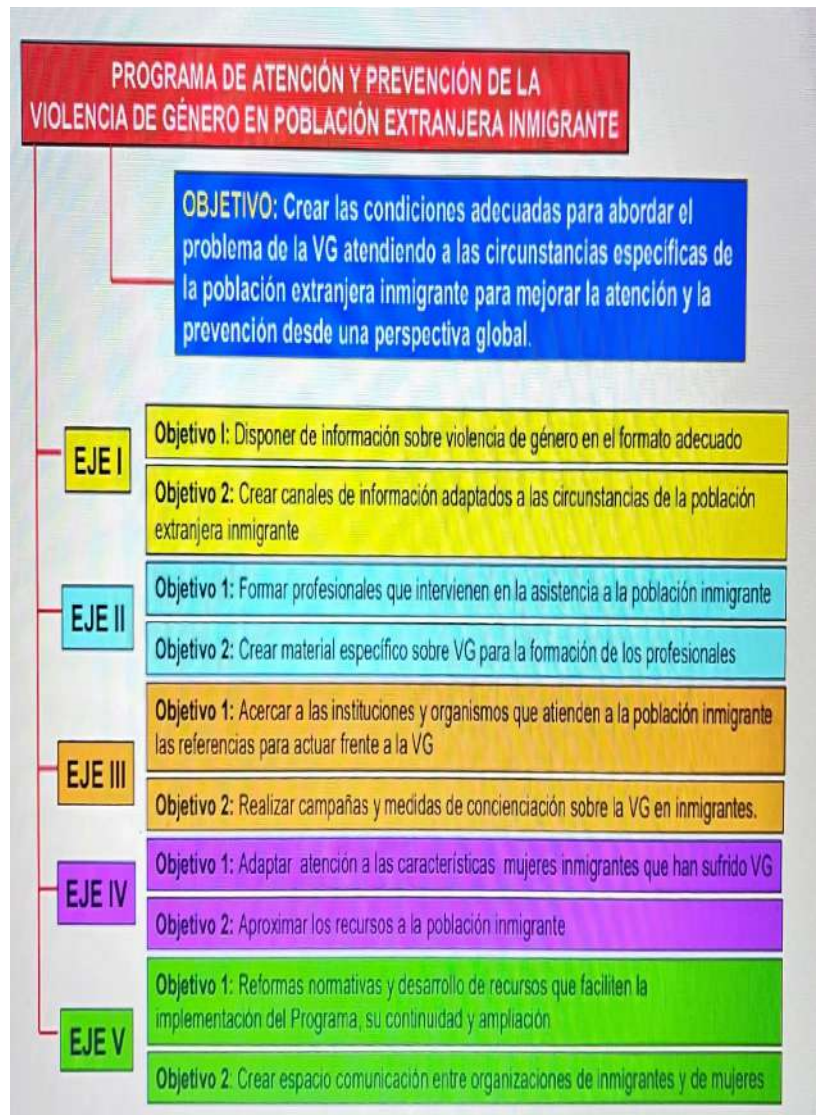 PROGRAMA DE ATENCIÓN Y PREVENCIÓN DE LA
VIOLENCIA DE GÉNERO EN POBLACIÓN EXTRANJERA INMIGRANTE
OBJETIVO: Crear las condiciones adecuadas para abordar el
problema de la VG atendiendo a las circunstancias específicas de
la población extranjera inmigrante para mejorar la atención y la
prevención desde una perspectiva global.
EJE I
Objetivo I: Disponer de información sobre violencia de género en el formato adecuado
Objetivo 2: Crear canales de información adaptados a las circunstancias de la población
extranjera inmigrante
EJE II
Objetivo 1: Formar profesionales que intervienen en la asistencia a la población inmigrante
Objetivo 2: Crear material específico sobre VG para la formación de los profesionales
EJE III
Objetivo 1: Acercar a las instituciones y organismos que atienden a la población inmigrante
las referencias para actuar frente a la VG
Objetivo 2: Realizar campañas y medidas de concienciación sobre la VG en inmigrantes.
EJE IV
Objetivo 1: Adaptar atención a las características mujeres inmigrantes que han sufrido VG
Objetivo 2: Aproximar los recursos a la población inmigrante
EJE V
Objetivo 1: Reformas normativas y desarrollo de recursos que faciliten la
implementación del Programa, su continuidad y ampliación
Objetivo 2: Crear espacio comunicación entre organizaciones de inmigrantes y de mujeres